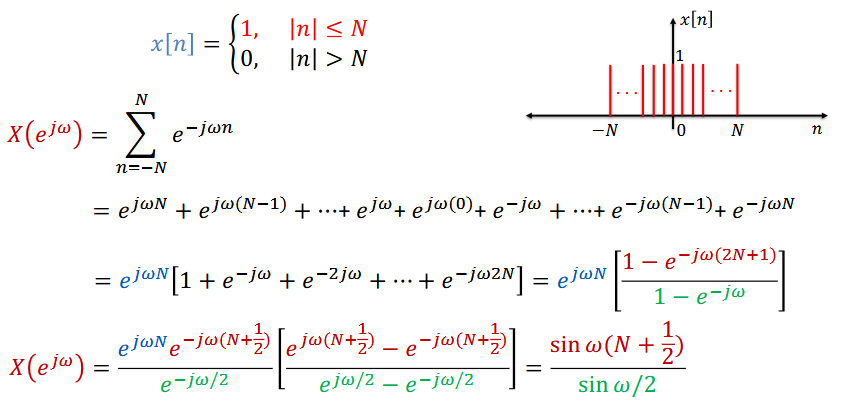 x[n] = {1, |n| ≤ N
0, |n| > N
x[n]
1
... ...
−N 0 N n
X(e^{jω}) = ∑_{n=−N}^{N} e^{−jωn}
= e^{jωN} + e^{jω(N−1)} + ⋯+ e^{jω}+ e^{jω(0)}+ e^{−jω} + ⋯+ e^{−jω(N−1)}+ e^{−jωN}
= e^{jωN}[1 + e^{−jω} + e^{−2jω} + ⋯ + e^{−jω2N}] = e^{jωN} [(1 − e^{−jω(2N+1)}) / (1 − e^{−jω})]
X(e^{jω}) = (e^{jωN}e^{−jω(N+1/2)} / e^{−jω/2}) [(e^{jω(N+1/2)} − e^{−jω(N+1/2)}) / (e^{jω/2} − e^{−jω/2})] = sin ω(N + 1/2) / sin ω/2